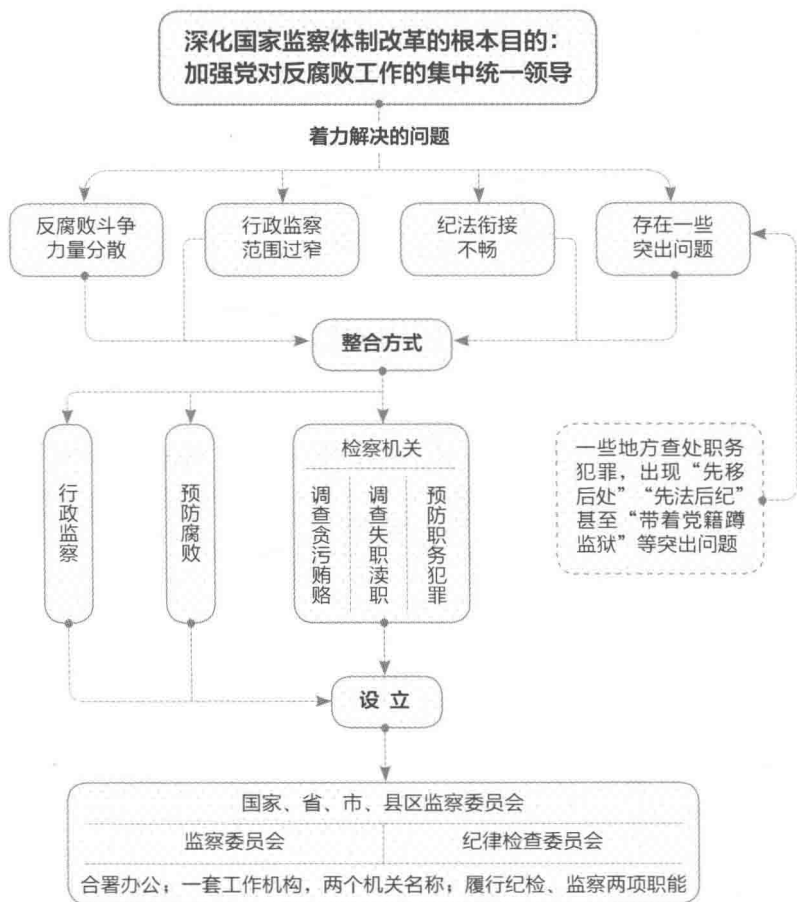 深化国家监察体制改革的根本目的：
加强党对反腐败工作的集中统一领导
着力解决的问题
反腐败斗争
力量分散
行政监察
范围过窄
纪法衔接
不畅
存在一些
突出问题
整合方式
行政监察
预防腐败
检察机关
调查贪污贿赂
调查失职渎职
预防职务犯罪
一些地方查处职务
犯罪，出现“先移
后处”“先法后纪”
甚至“带着党籍蹲
监狱”等突出问题
设 立
国家、省、市、县区监察委员会
监察委员会
纪律检查委员会
合署办公；一套工作机构，两个机关名称；履行纪检、监察两项职能